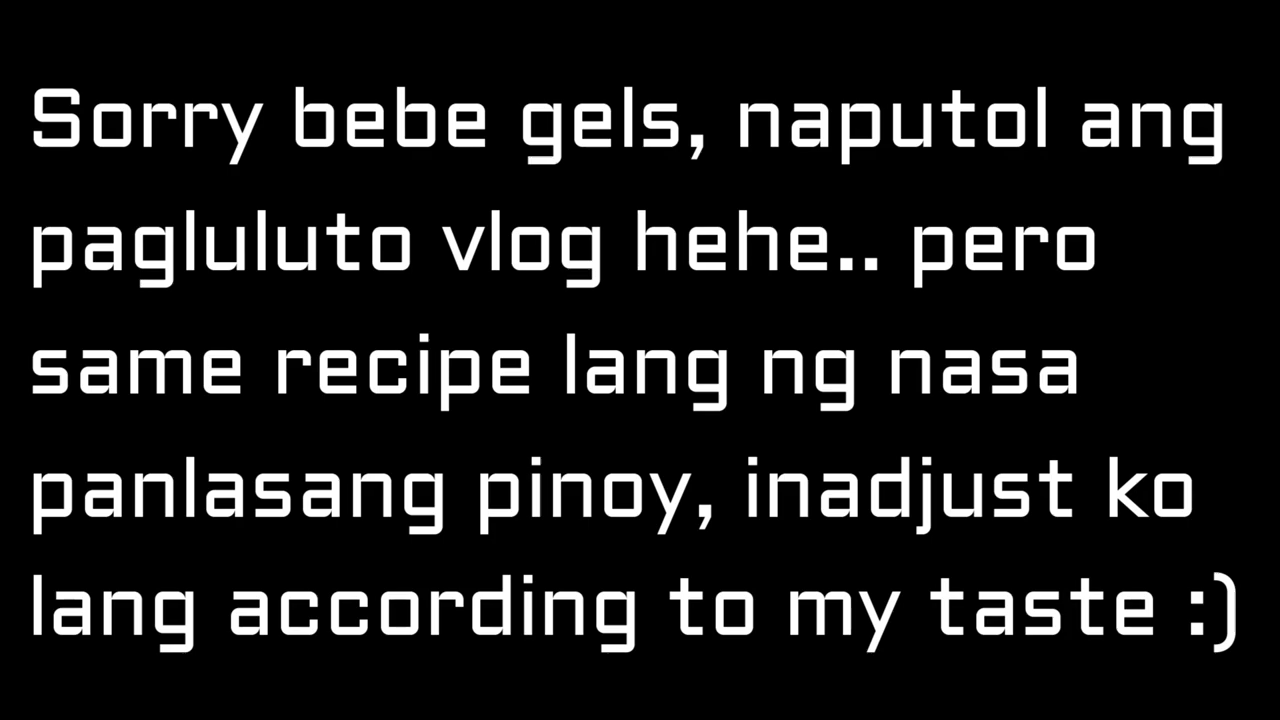 Sorry bebe gels, naputol ang
pagluluto vlog hehe.. pero
same recipe lang ng nasa
panlasang pinoy, inadjust ko
lang according to my taste :)